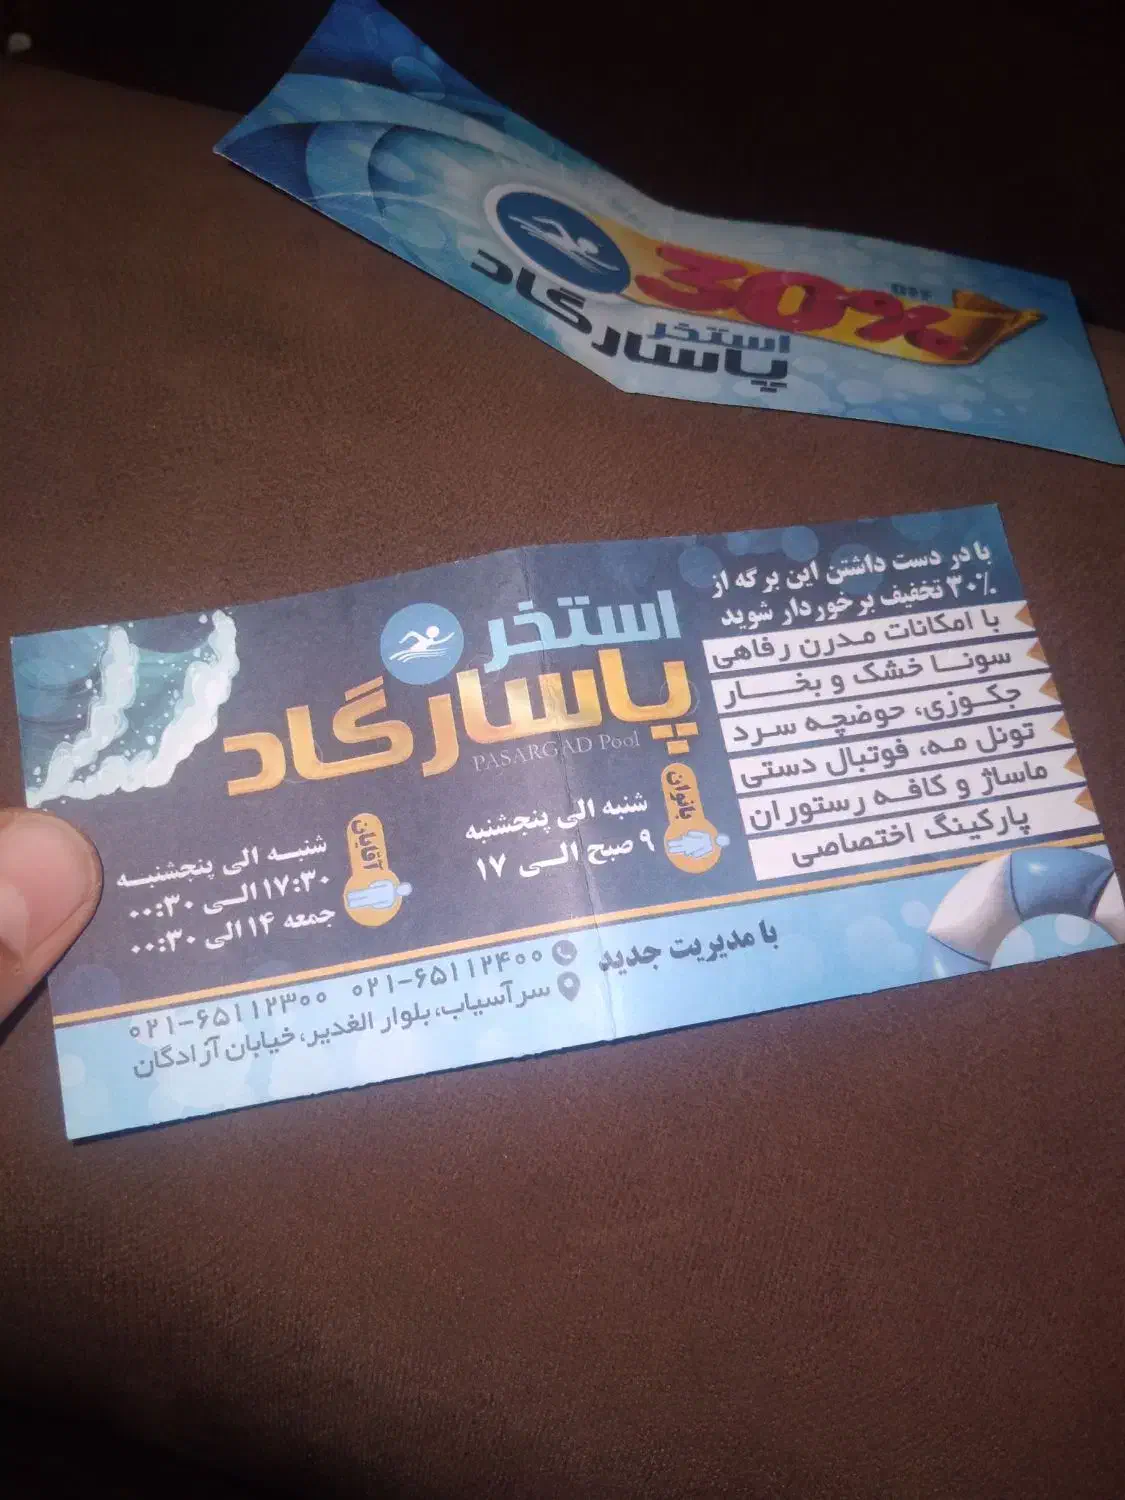 30%
OFF
استخر
پاسارگاد
با در دست داشتن این برگه از
۳۰٪ تخفیف برخوردار شوید
با امکانات مدرن رفاهی
سونا خشک و بخار
جکوزی، حوضچه سرد
تونل مه، فوتبال دستی
ماساژ و کافه رستوران
پارکینگ اختصاصی
استخر
پاسارگاد
PASARGAD Pool
بانوان
شنبه الی پنجشنبه
۹ صبح الی ۱۷
آقایان
شنبه الی پنجشنبه
۱۷:۳۰ الی ۰۰:۳۰
جمعه ۱۴ الی ۰۰:۳۰
با مدیریت جدید
۰۲۱-۶۵۱۱۲۳۰۰ ۰۲۱-۶۵۱۱۲۴۰۰
سرآسیاب، بلوار الغدیر، خیابان آزادگان